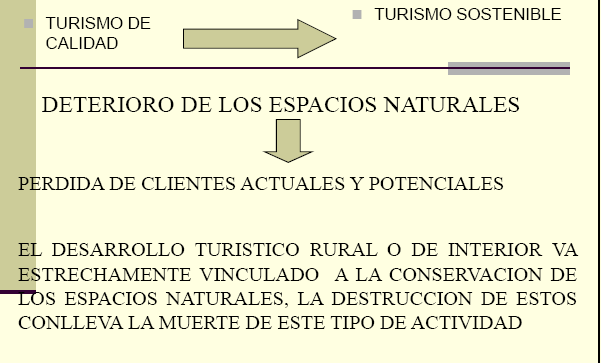 TURISMO DE
CALIDAD
TURISMO SOSTENIBLE
DETERIORO DE LOS ESPACIOS NATURALES
PERDIDA DE CLIENTES ACTUALES Y POTENCIALES
EL DESARROLLO TURISTICO RURAL O DE INTERIOR VA
ESTRECHAMENTE VINCULADO A LA CONSERVACION DE
LOS ESPACIOS NATURALES, LA DESTRUCCION DE ESTOS
CONLLEVA LA MUERTE DE ESTE TIPO DE ACTIVIDAD